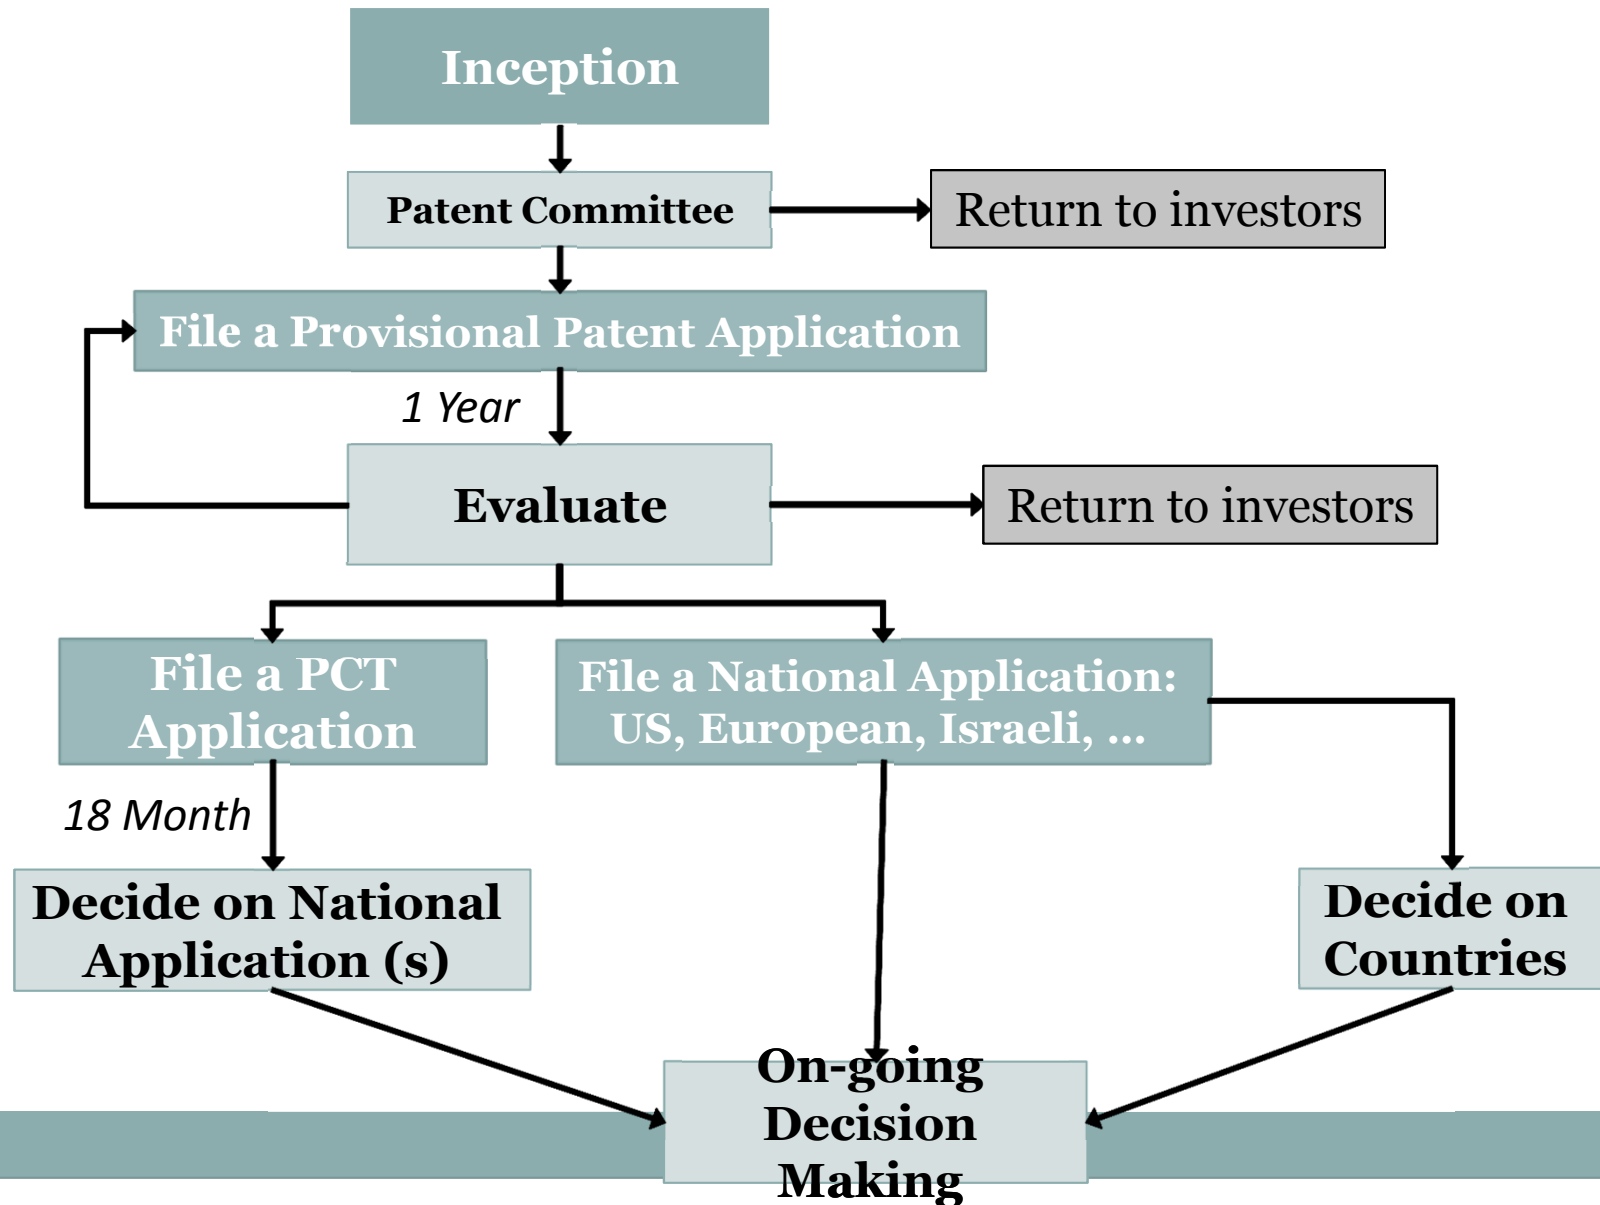 Inception
Patent Committee
Return to investors
File a Provisional Patent Application
1 Year
Evaluate
Return to investors
File a PCT
Application
File a National Application:
US, European, Israeli, ...
18 Month
Decide on National
Application (s)
Decide on
Countries
On-going
Decision
Making